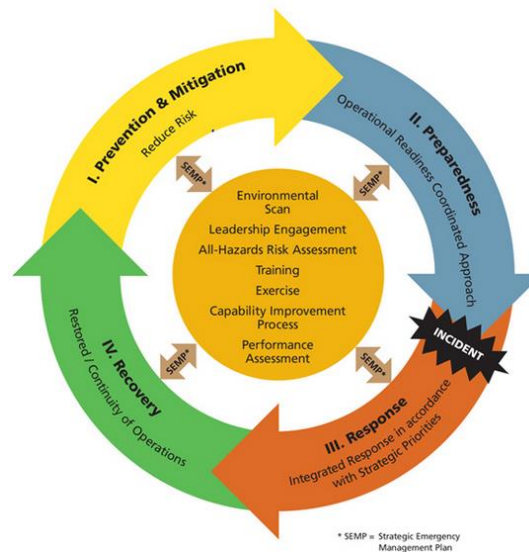 I. Prevention & Mitigation
Reduce Risk
II. Preparedness
Operational Readiness Coordinated Approach
SEMP*
SEMP*
Environmental
Scan
Leadership Engagement
All-Hazards Risk Assessment
Training
Exercise
Capability Improvement
Process
Performance
Assessment
INCIDENT
SEMP*
SEMP*
IV. Recovery
Restored / Continuity of Operations
III. Response
Integrated Response in accordance
with Strategic Priorities
* SEMP = Strategic Emergency
Management Plan